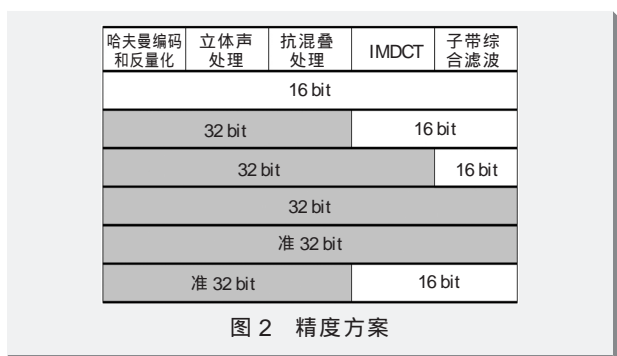 哈夫曼编码和反量化 立体声处理 抗混叠处理 IMDCT 子带综合滤波
16 bit
32 bit 16 bit
32 bit 16 bit
32 bit
准 32 bit
准 32 bit 16 bit
图 2 精度方案